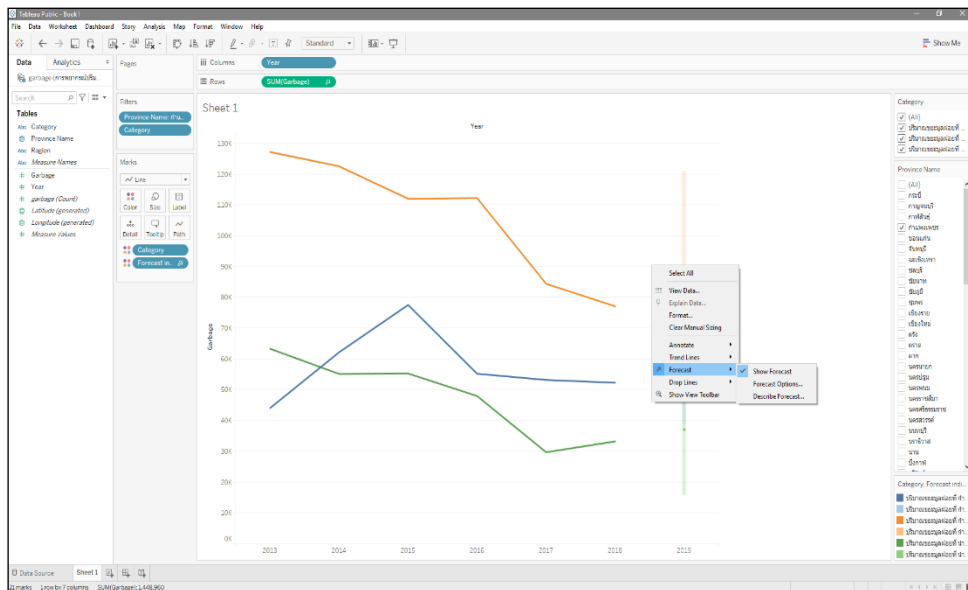 Tableau Public - Book1
File Data Worksheet Dashboard Story Analysis Map Format Window Help
Standard
Show Me
Data Analytics
Pages
Columns Year
Rows SUM(Garbage)
Search
Tables
Abc Category
Province Name
Abc Region
Abc Measure Names
Garbage
Year
garbage (Count)
Latitude (generated)
Longitude (generated)
Measure Values
Filters
Category
Marks
Line
Color Size Label
Detail Tooltip Path
Category
Forecast in..
Sheet 1
Year
Garbage
130K
120K
110K
100K
90K
80K
70K
60K
50K
40K
30K
20K
10K
0K
2013 2014 2015 2016 2017 2018 2019
Select All
View Data...
Explain Data...
Format...
Clear Manual Sizing
Annotate
Trend Lines
Forecast
Drop Lines
Show View Toolbar
Show Forecast
Forecast Options...
Describe Forecast...
Category
(All)
Province Name
(All)
กระบี่
กาญจนบุรี
กาฬสินธุ์
กำแพงเพชร
ขอนแก่น
จันทบุรี
ฉะเชิงเทรา
ชลบุรี
ชัยนาท
ชัยภูมิ
ชุมพร
เชียงราย
เชียงใหม่
ตรัง
ตราด
ตาก
นครนายก
นครปฐม
นครพนม
นครราชสีมา
นครศรีธรรมราช
นครสวรรค์
นนทบุรี
นราธิวาส
น่าน
บึงกาฬ
Category, Forecast indi..
Data Source Sheet 1
21 marks 1 row by 7 columns SUM(Garbage): 1,448,960